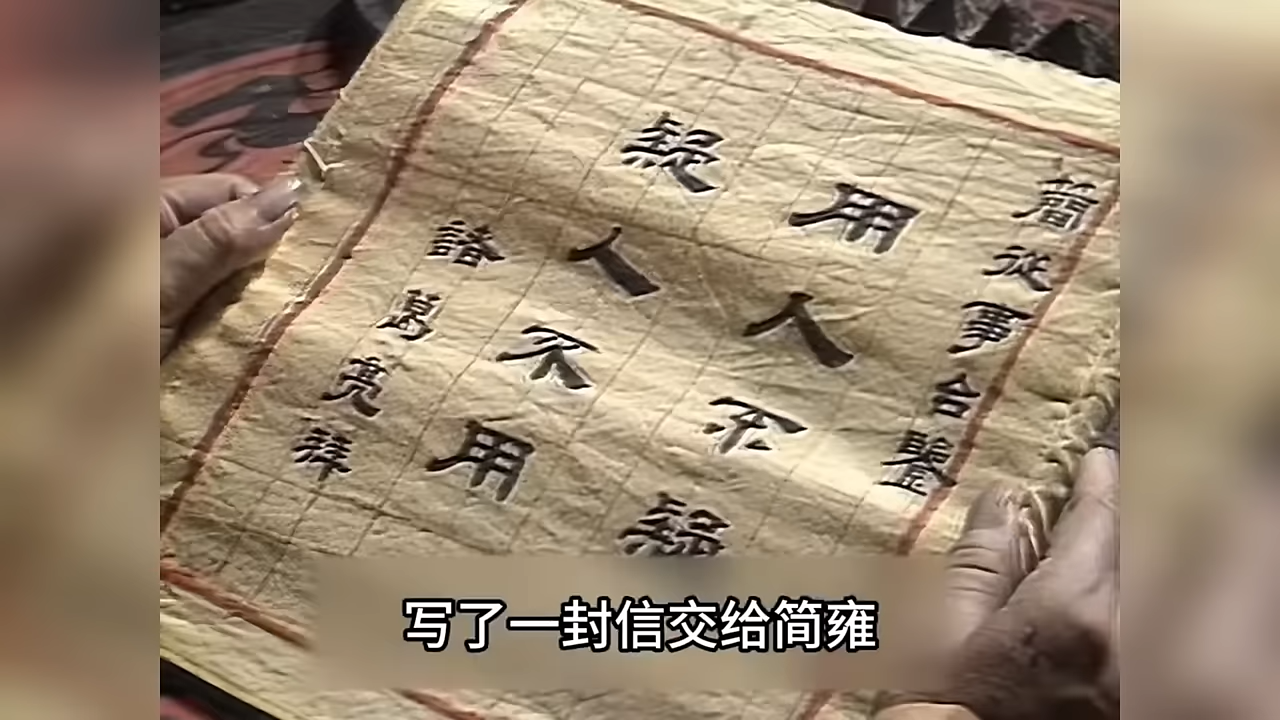 簡從事台鑒
用人不疑
疑人不用
諸葛亮
写了一封信交给简雍